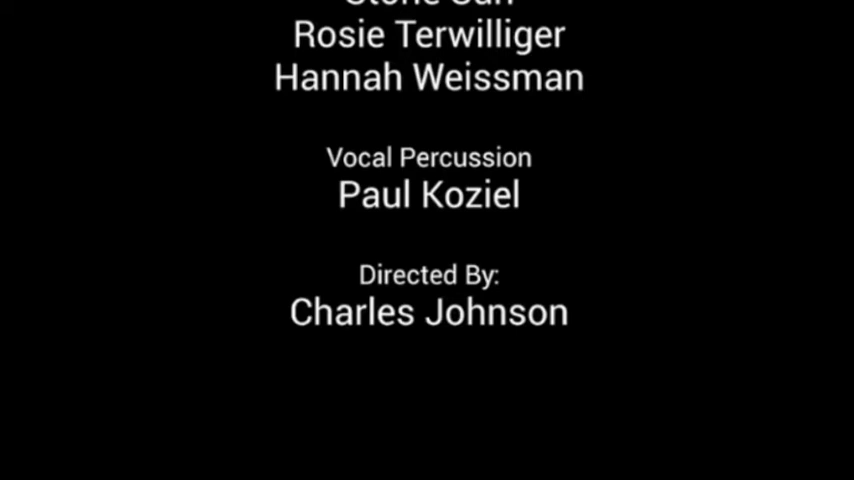 Rosie Terwilliger
Hannah Weissman
Vocal Percussion
Paul Koziel
Directed By:
Charles Johnson